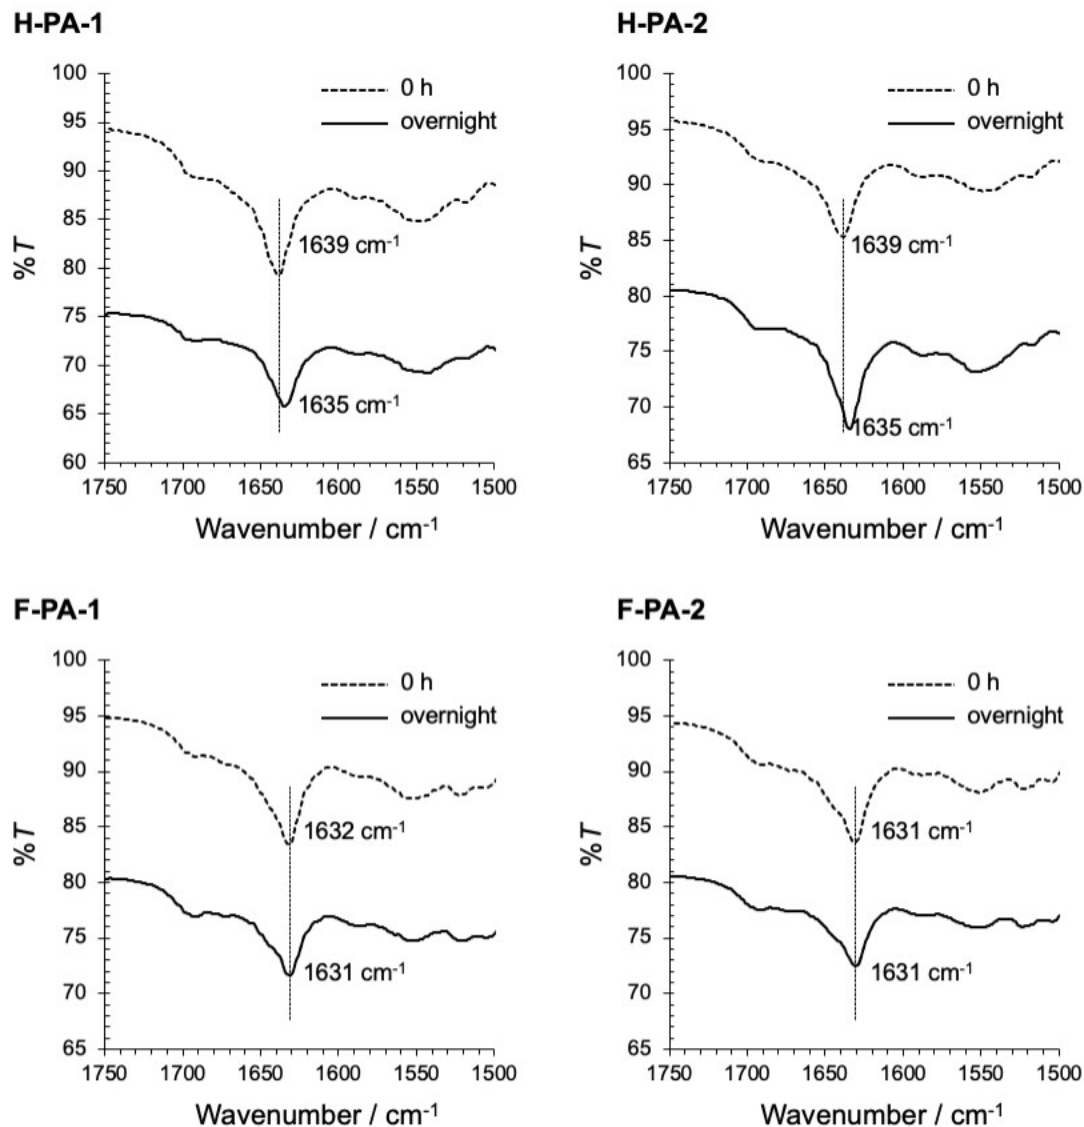 H-PA-1
100
95
90
85
80
75
70
65
60
%T
0 h
overnight
1639 cm-1
1635 cm-1
1750 1700 1650 1600 1550 1500
Wavenumber / cm-1
H-PA-2
100
95
90
85
80
75
70
65
%T
0 h
overnight
1639 cm-1
1635 cm-1
1750 1700 1650 1600 1550 1500
Wavenumber / cm-1
F-PA-1
100
95
90
85
80
75
70
65
%T
0 h
overnight
1632 cm-1
1631 cm-1
1750 1700 1650 1600 1550 1500
Wavenumber / cm-1
F-PA-2
100
95
90
85
80
75
70
65
%T
0 h
overnight
1631 cm-1
1631 cm-1
1750 1700 1650 1600 1550 1500
Wavenumber / cm-1